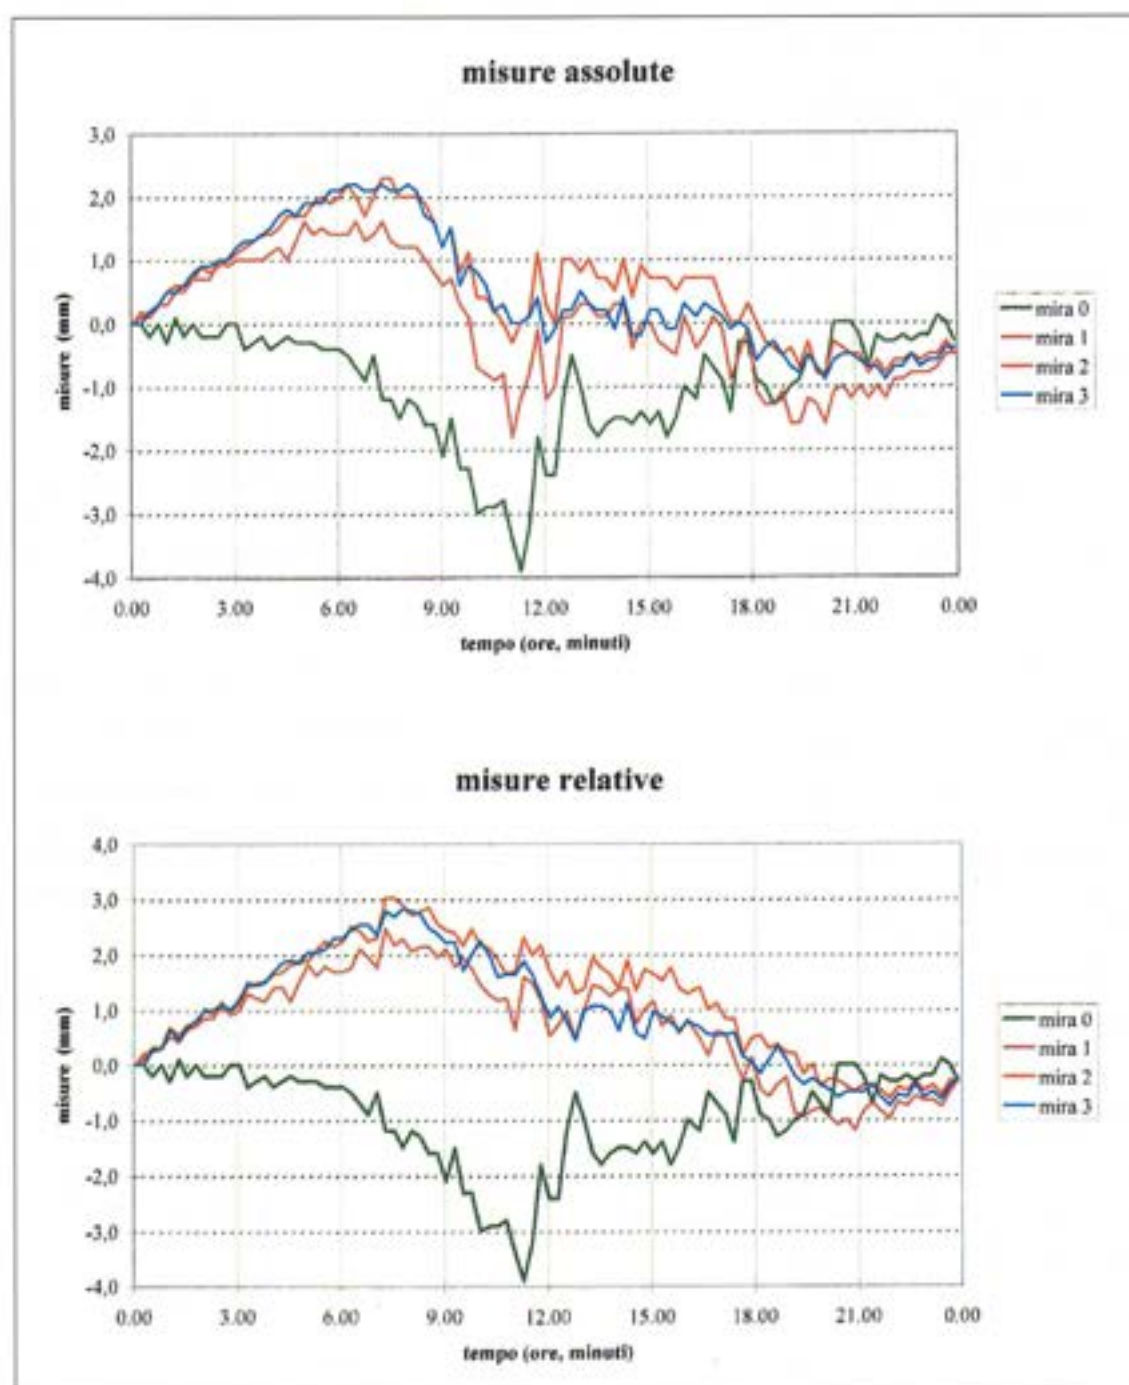 misure assolute
3,0
2,0
1,0
0,0
-1,0
-2,0
-3,0
-4,0
misure (mm)
0.00 3.00 6.00 9.00 12.00 15.00 18.00 21.00 0.00
tempo (ore, minuti)
mira 0
mira 1
mira 2
mira 3
misure relative
4,0
3,0
2,0
1,0
0,0
-1,0
-2,0
-3,0
-4,0
misure (mm)
0.00 3.00 6.00 9.00 12.00 15.00 18.00 21.00 0.00
tempo (ore, minuti)
mira 0
mira 1
mira 2
mira 3